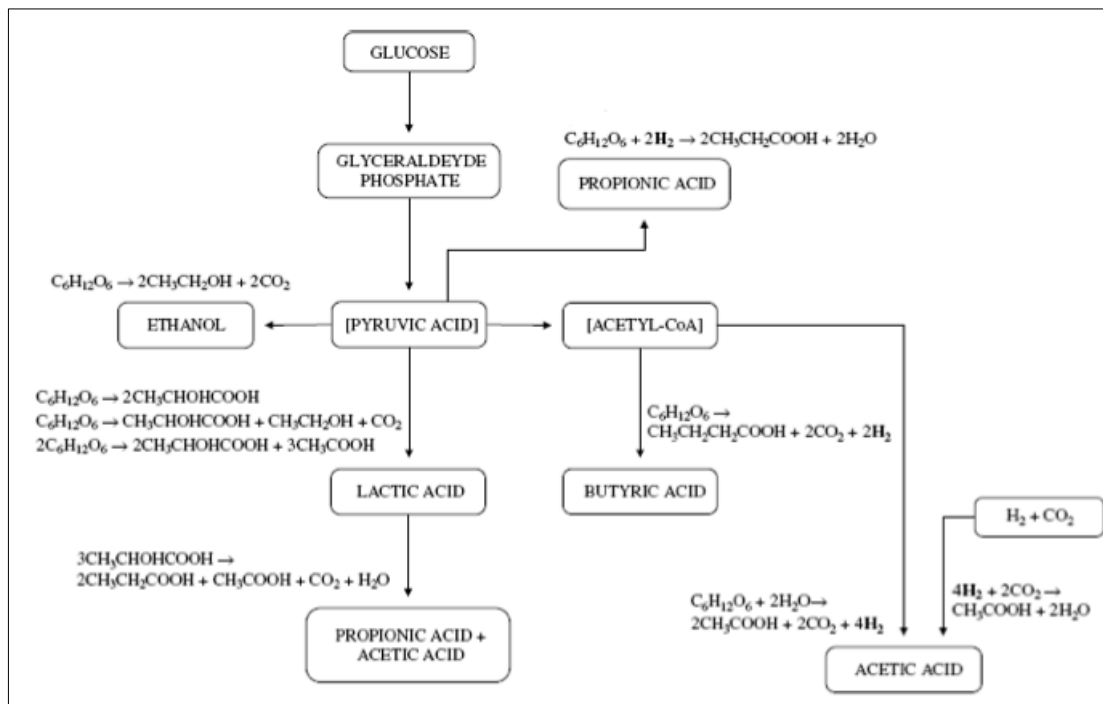 GLUCOSE
C₆H₁₂O₆ + 2H₂ → 2CH₃CH₂COOH + 2H₂O
GLYCERALDEYDE
PHOSPHATE
PROPIONIC ACID
C₆H₁₂O₆ → 2CH₃CH₂OH + 2CO₂
ETHANOL
[PYRUVIC ACID]
[ACETYL-CoA]
C₆H₁₂O₆ → 2CH₃CHOHCOOH
C₆H₁₂O₆ → CH₃CHOHCOOH + CH₃CH₂OH + CO₂
2C₆H₁₂O₆ → 2CH₃CHOHCOOH + 3CH₃COOH
C₆H₁₂O₆ →
CH₃CH₂CH₂COOH + 2CO₂ + 2H₂
LACTIC ACID
BUTYRIC ACID
H₂ + CO₂
3CH₃CHOHCOOH →
2CH₃CH₂COOH + CH₃COOH + CO₂ + H₂O
C₆H₁₂O₆ + 2H₂O →
2CH₃COOH + 2CO₂ + 4H₂
4H₂ + 2CO₂ →
CH₃COOH + 2H₂O
PROPIONIC ACID +
ACETIC ACID
ACETIC ACID